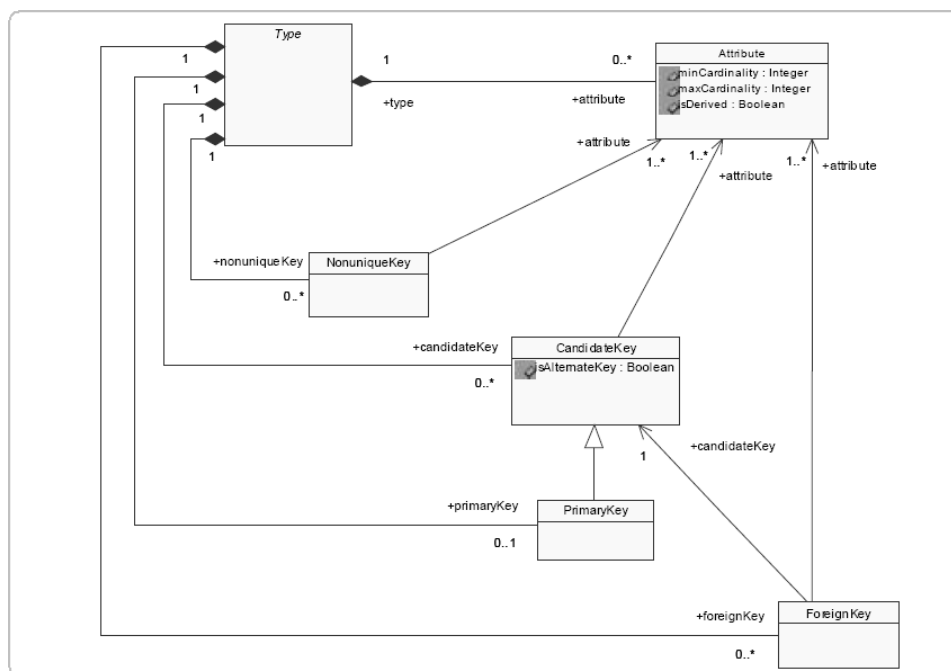 Type
1
0..*
+type
+attribute
Attribute
minCardinality : Integer
maxCardinality : Integer
isDerived : Boolean
1
1
1
1
+attribute
1..*
+attribute
1..*
+attribute
1..*
+nonuniqueKey
0..*
NonuniqueKey
+candidateKey
0..*
CandidateKey
isAlternateKey : Boolean
+candidateKey
1
+primaryKey
0..1
PrimaryKey
+foreignKey
0..*
ForeignKey